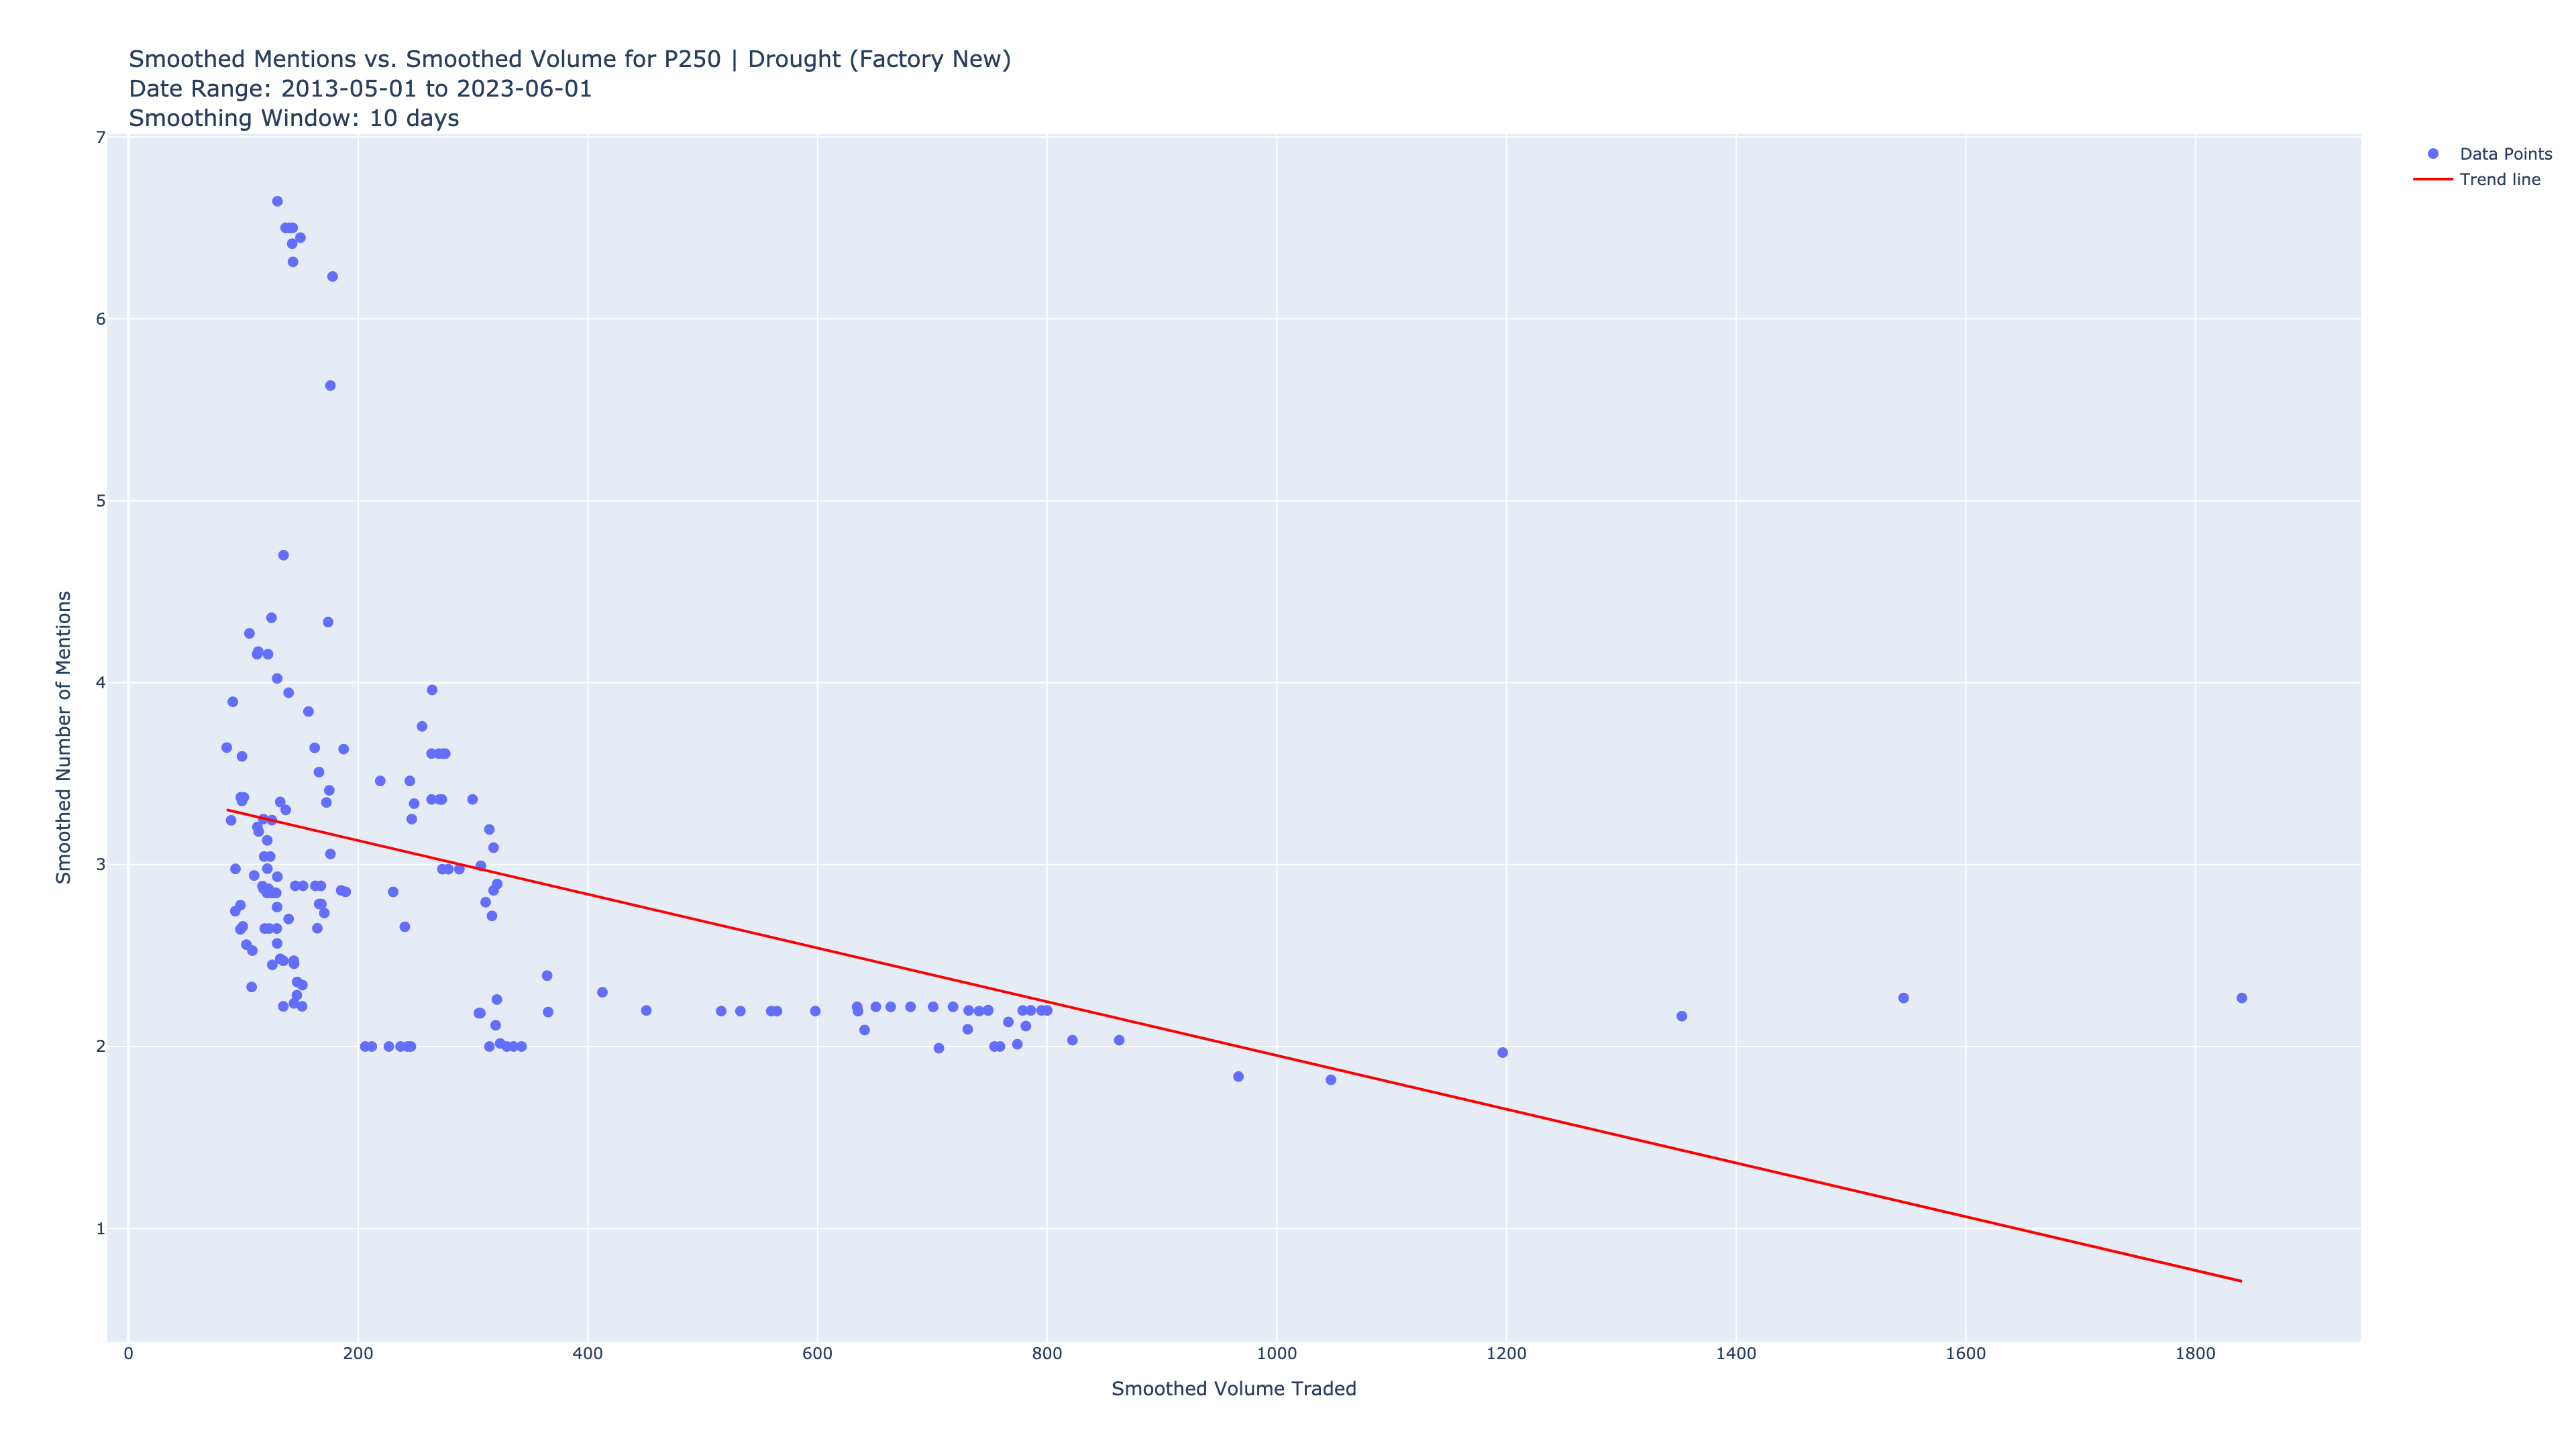 Smoothed Mentions vs. Smoothed Volume for P250 | Drought (Factory New)
Date Range: 2013-05-01 to 2023-06-01
Smoothing Window: 10 days
Data Points
Trend line
7
6
5
4
3
2
1
Smoothed Number of Mentions
0 200 400 600 800 1000 1200 1400 1600 1800
Smoothed Volume Traded